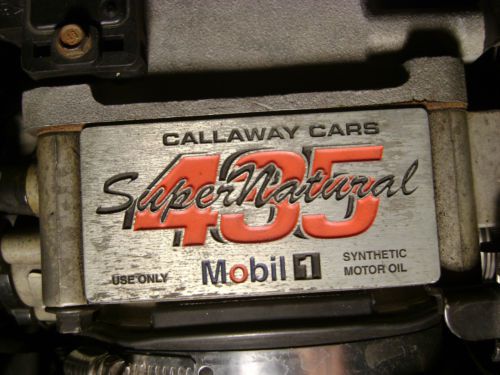 CALLAWAY CARS
435
SuperNatural
USE ONLY Mobil 1 SYNTHETIC
MOTOR OIL